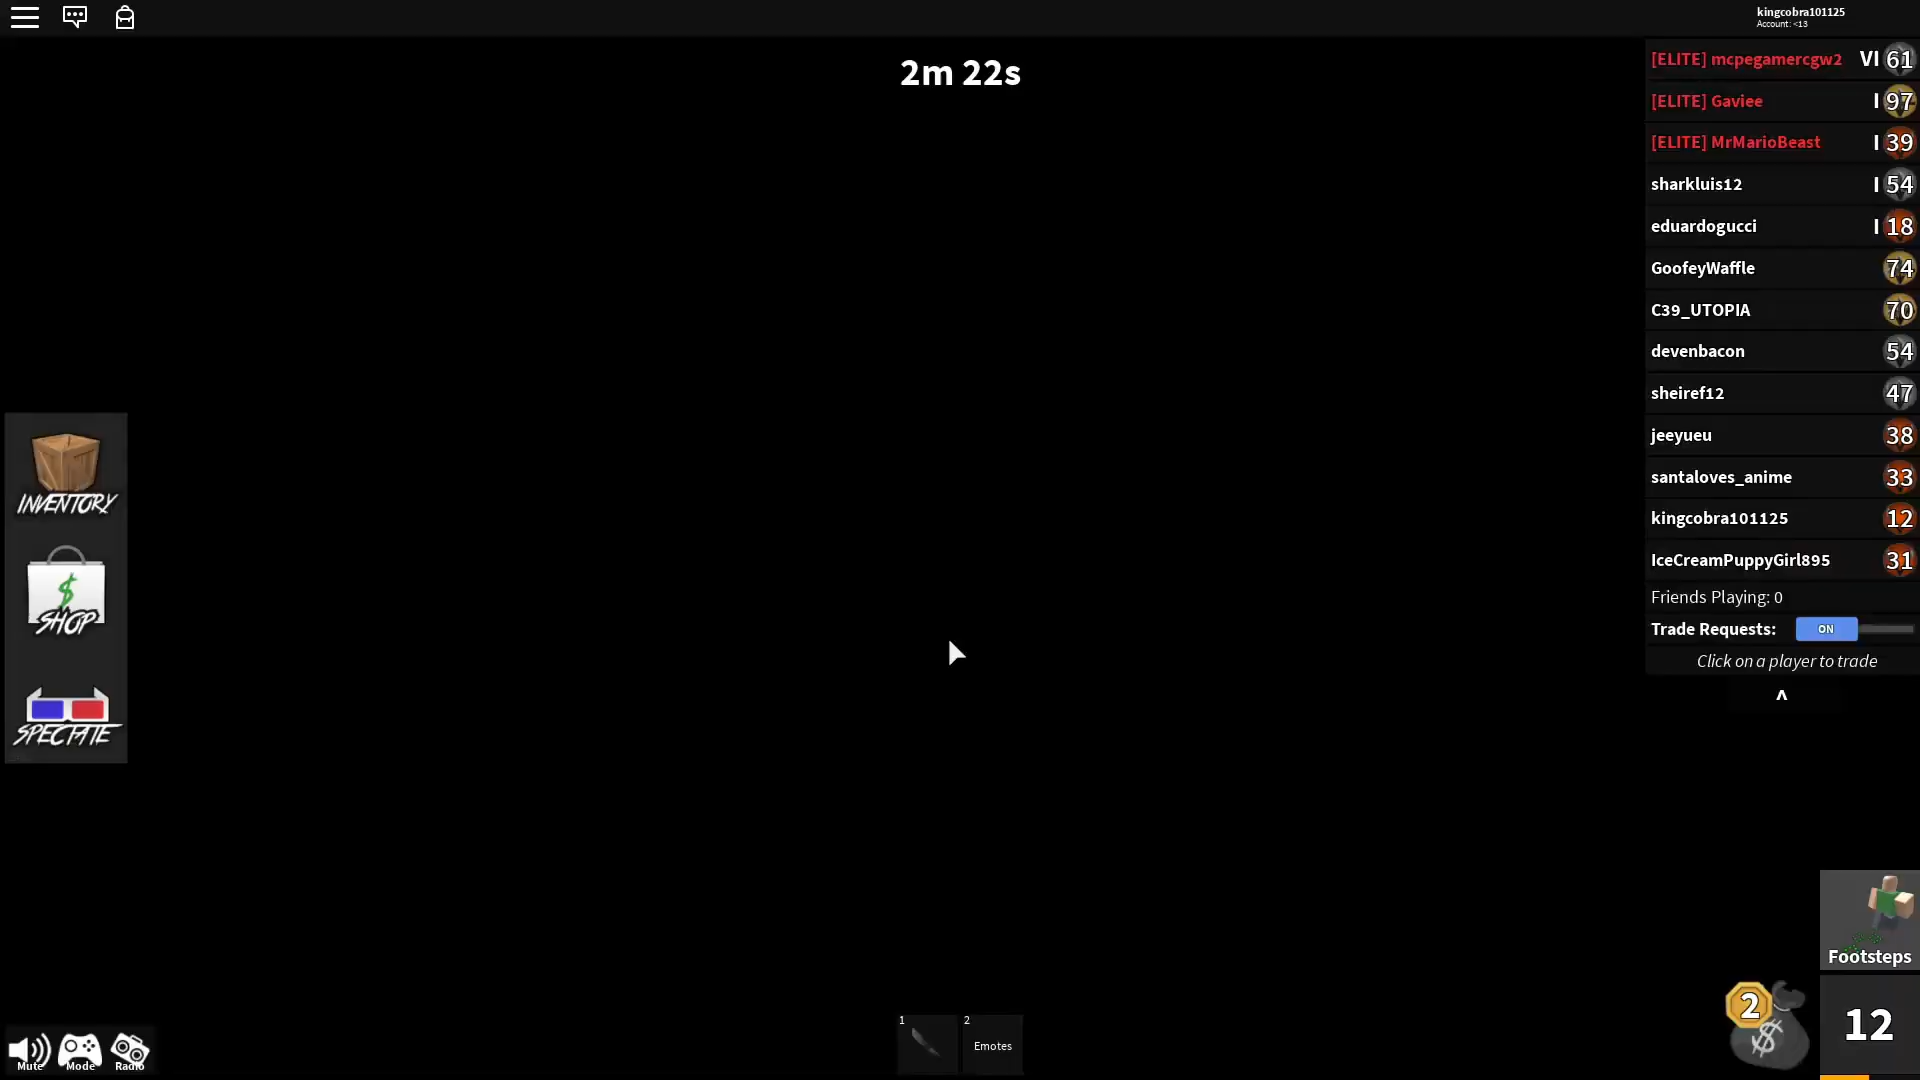 kingcobra101125
Account: <13
2m 22s
[ELITE] mcpegamercgw2 VI 61
[ELITE] Gaviee I 97
[ELITE] MrMarioBeast I 39
sharkluis12 I 54
eduardogucci I 18
GoofeyWaffle 74
C39_UTOPIA 70
devenbacon 54
sheiref12 47
jeeyueu 38
santaloves_anime 33
kingcobra101125 12
IceCreamPuppyGirl895 31
Friends Playing: 0
Trade Requests: ON
Click on a player to trade
^
INVENTORY
$
SHOP
SPECTATE
Footsteps
2
$
12
1
2
Emotes
Mute
Mode
Radio